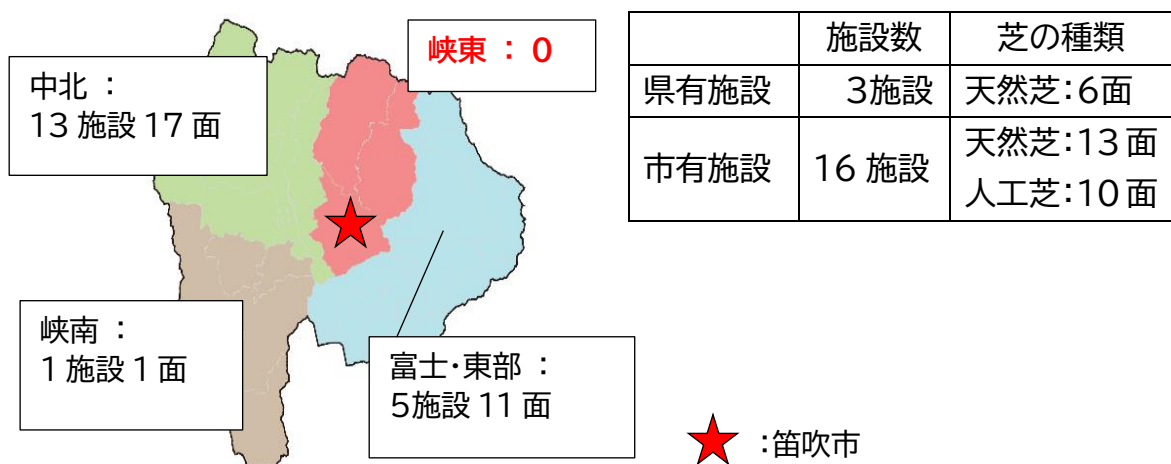 峡東 ： 0
中北 ：
13 施設 17 面
峡南 ：
1 施設 1 面
富士・東部 ：
5施設 11 面
施設数 芝の種類
県有施設 3施設 天然芝：6面
市有施設 16 施設 天然芝：13 面
人工芝：10 面
：笛吹市